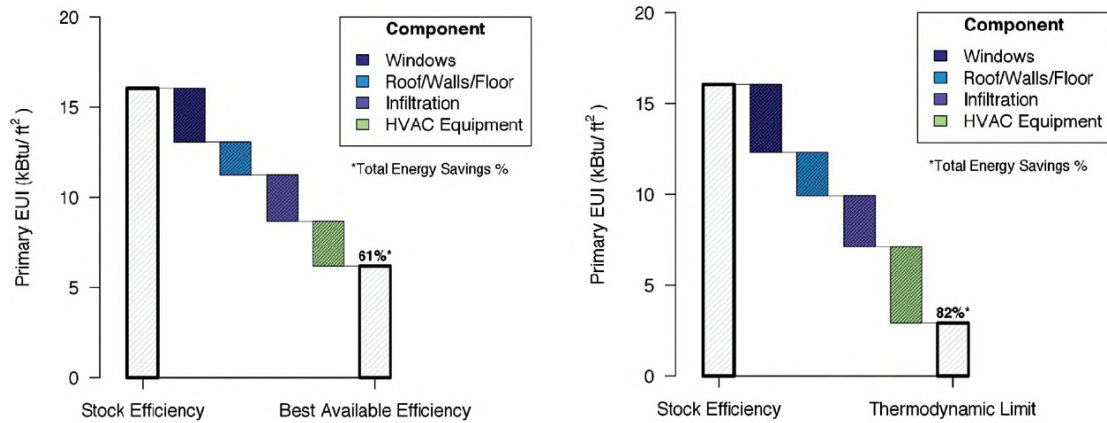 Primary EUI (kBtu/ ft²)
20
15
10
5
0
Component
Windows
Roof/Walls/Floor
Infiltration
HVAC Equipment
*Total Energy Savings %
61%*
Stock Efficiency
Best Available Efficiency
Primary EUI (kBtu/ ft²)
20
15
10
5
0
Component
Windows
Roof/Walls/Floor
Infiltration
HVAC Equipment
*Total Energy Savings %
82%*
Stock Efficiency
Thermodynamic Limit